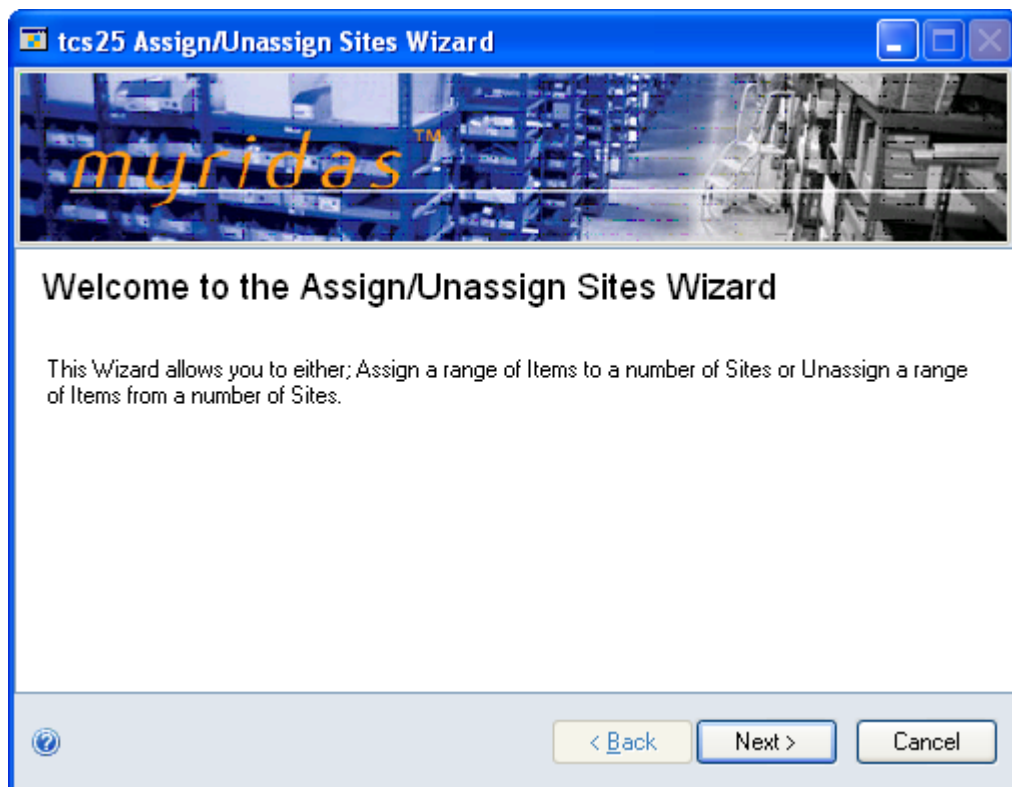 tcs25 Assign/Unassign Sites Wizard
myridas™
Welcome to the Assign/Unassign Sites Wizard
This Wizard allows you to either; Assign a range of Items to a number of Sites or Unassign a range
of Items from a number of Sites.
?
< Back
Next >
Cancel